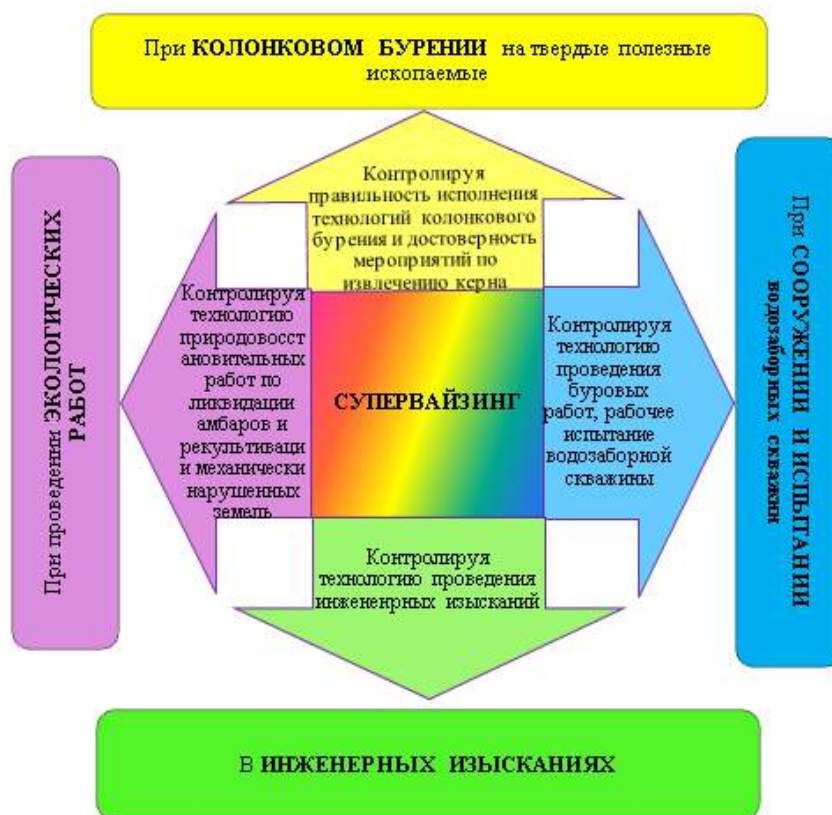 При КОЛОНКОВОМ БУРЕНИИ на твердые полезные
ископаемые
Контролируя
правильность исполнения
технологий колонкового
бурения и достоверность
мероприятий по
извлечению керна
При проведении ЭКОЛОГИЧЕСКИХ
РАБОТ
Контролируя
технологию
природовосст
ановительных
работ по
ликвидации
амбаров и
рекультиваци
и механически
нарушенных
земель
СУПЕРВАЙЗИНГ
Контролируя
технологию
проведения
буровых
работ, рабочее
испытание
водозаборной
скважины
При СООРУЖЕНИИ И ИСПЫТАНИИ
водозаборных скважин
Контролируя
технологию проведения
инжененрных изысканий
В ИНЖЕНЕРНЫХ ИЗЫСКАНИЯХ